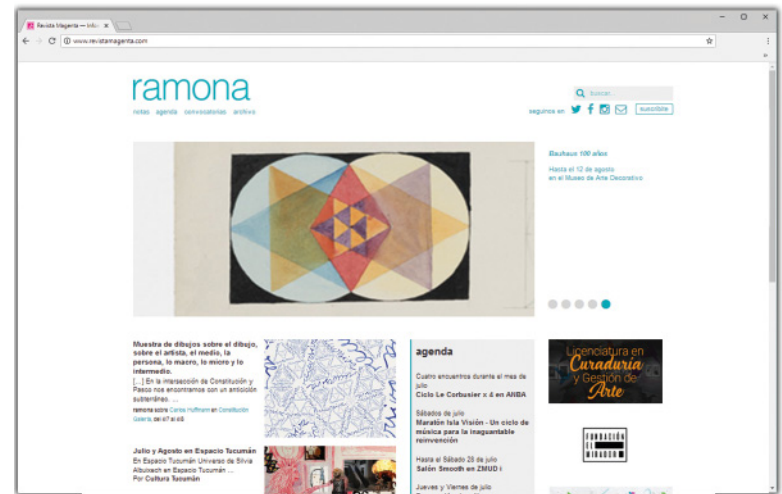 Revista Magenta — Info
www.revistamagenta.com
ramona
notas agenda convocatorias archivo
buscar...
seguinos en
suscribite
Bauhaus 100 años
Hasta el 12 de agosto
en el Museo de Arte Decorativo
Muestra de dibujos sobre el dibujo,
sobre el artista, el medio, la
persona, lo macro, lo micro y lo
intermedio.
[...] En la intersección de Constitución y
Pasco nos encontramos con un anticlón
subterráneo. ...
ramona sobre Carlos Huffmann en Constitución
Galería, del 
agenda
Cuatro encuentros durante el mes de
julio
Ciclo Le Corbusier x 4 en ANBA
Sábados de julio
Maratón Isla Visión - Un ciclo de
música para la inaguantable
reinvención
Hasta el Sábado 28 de julio
Salón Smooth en ZMUD
Jueves y Viernes de julio
Licenciatura en
Curaduría
y Gestión de
Arte
FUNDACIÓN
EL
MIRADOR
Julio y Agosto en Espacio Tucumán
En Espacio Tucumán Universo de Silvia
en Espacio Tucumán ...
Por Cultura Tucumán